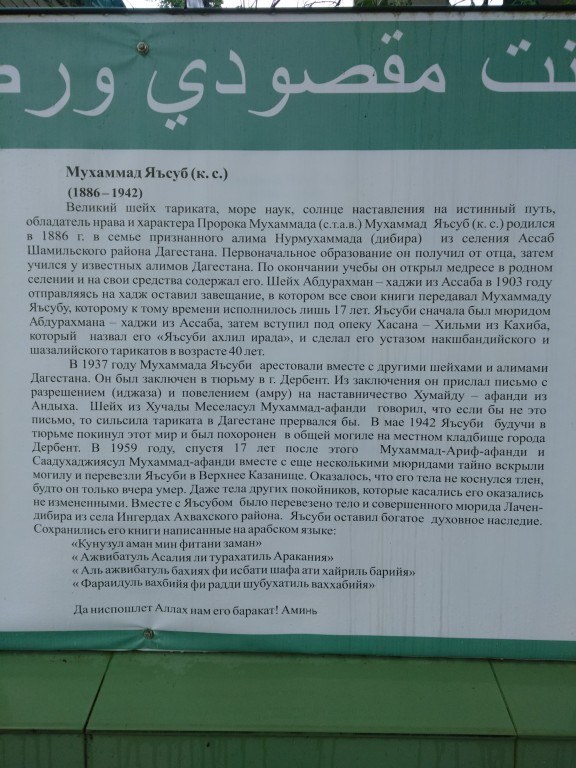 نت مقصودي ورض
Мухаммад Яъсуб (к. с.)
(1886 – 1942)
Великий шейх тариката, море наук, солнце наставления на истинный путь,
обладатель нрава и характера Пророка Мухаммада (с.т.а.в.) Мухаммад Яъсуб (к. с.) родился
в 1886 г. в семье признанного алима Нурмухаммада (дибира) из селения Ассаб
Шамильского района Дагестана. Первоначальное образование он получил от отца, затем
учился у известных алимов Дагестана. По окончании учебы он открыл медресе в родном
селении и на свои средства содержал его. Шейх Абдурахман – хаджи из Ассаба в 1903 году
отправляясь на хадж оставил завещание, в котором все свои книги передавал Мухаммаду
Яъсубу, которому к тому времени исполнилось лишь 17 лет. Яъсуби сначала был мюридом
Абдурахмана – хаджи из Ассаба, затем вступил под опеку Хасана – Хильми из Кахиба,
который назвал его «Яъсуби ахлил ирада», и сделал его устазом накшбандийского и
шазалийского тарикатов в возрасте 40 лет.
В 1937 году Мухаммада Яъсуби арестовали вместе с другими шейхами и алимами
Дагестана. Он был заключен в тюрьму в г. Дербент. Из заключения он прислал письмо с
разрешением (иджаза) и повелением (амру) на наставничество Хумайду – афанди из
Андыха. Шейх из Хучады Меселасул Мухаммад-афанди говорил, что если бы не это
письмо, то сильсила тариката в Дагестане прервался бы. В мае 1942 Яъсуби будучи в
тюрьме покинул этот мир и был похоронен в общей могиле на местном кладбище города
Дербент. В 1959 году, спустя 17 лет после этого Мухаммад-Ариф-афанди и
Саадухаджиясул Мухаммад-афанди вместе с еще несколькими мюридами тайно вскрыли
могилу и перевезли Яъсуби в Верхнее Казанище. Оказалось, что его тела не коснулся тлен,
будто он только вчера умер. Даже тела других покойников, которые касались его оказались
не измененными. Вместе с Яъсубом было перевезено тело и совершенного мюрида Лачен-
дибира из села Ингердах Ахвахского района. Яъсуби оставил богатое духовное наследие.
Сохранились его книги написанные на арабском языке:
«Кунузул аман мин фитани заман»
« Ажвибатуль Асалия ли турахатиль Аракания»
« Аль ажвибатуль бахиях фи исбати шафа ати хайриль барийя»
« Фараидуль вахбийя фи радди шубухатиль ваххабийя»
Да ниспошлет Аллах нам его баракат! Аминь